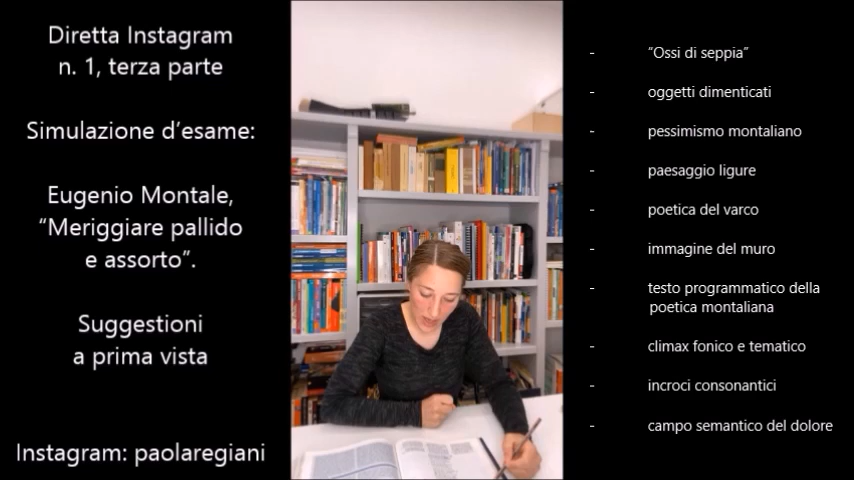 Diretta Instagram
n. 1, terza parte
Simulazione d'esame:
Eugenio Montale,
"Meriggiare pallido
e assorto".
Suggestioni
a prima vista
Instagram: paolaregiani
- "Ossi di seppia"
- oggetti dimenticati
- pessimismo montaliano
- paesaggio ligure
- poetica del varco
- immagine del muro
- testo programmatico della
poetica montaliana
- climax fonico e tematico
- incroci consonantici
- campo semantico del dolore